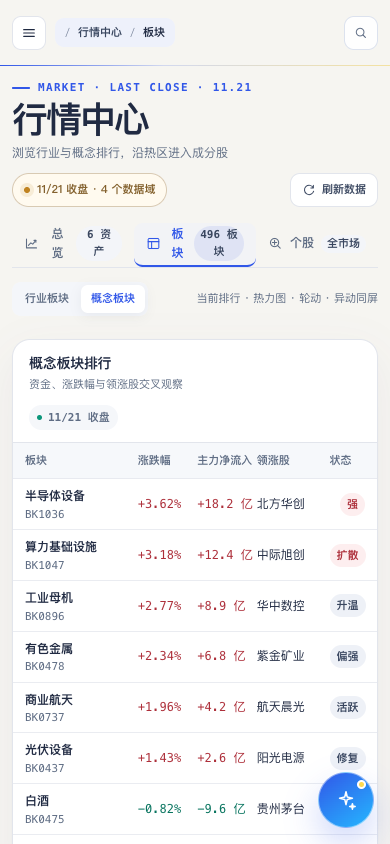 / 行情中心 / 板块
MARKET · LAST CLOSE · 11.21
行情中心
浏览行业与概念排行，沿热区进入成分股
11/21 收盘 · 4 个数据域
刷新数据
总览 6 资产
板块 496 板块
个股 全市场
行业板块 概念板块 当前排行 · 热力图 · 轮动 · 异动同屏
概念板块排行
资金、涨跌幅与领涨股交叉观察
11/21 收盘
板块 涨跌幅 主力净流入 领涨股 状态
半导体设备 +3.62% +18.2 亿 北方华创 强
BK1036
算力基础设施 +3.18% +12.4 亿 中际旭创 扩散
BK1047
工业母机 +2.77% +8.9 亿 华中数控 升温
BK0896
有色金属 +2.34% +6.8 亿 紫金矿业 偏强
BK0478
商业航天 +1.96% +4.2 亿 航天晨光 活跃
BK0737
光伏设备 +1.43% +2.6 亿 阳光电源 修复
BK0437
白酒 -0.82% -9.6 亿 贵州茅台
BK0475